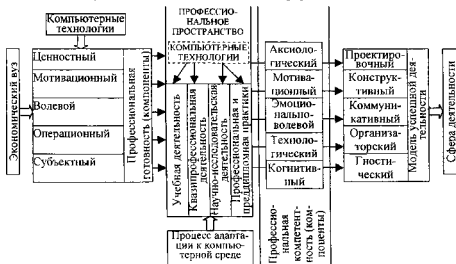 Компьютерные
технологии
Экономический вуз
Ценностный
Мотивационный
Волевой
Операционный
Субъектный
Профессиональная
готовность (компоненты)
ПРОФЕССИО-
НАЛЬНОЕ
ПРОСТРАНСТВО
КОМПЬЮТЕРНЫЕ
ТЕХНОЛОГИИ
Учебная деятельность
Квазипрофессиональная
деятельность
Научно-исследовательская
деятельность
Профессиональная и
преддипломная практики
Процесс адапта-
ции к компью-
терной среде
Аксиоло-
гический
Мотива-
ционный
Эмоцио-
нально-
волевой
Техноло-
гический
Когнитив-
ный
Профессио-
нальная
компетент-
ность (ком-
поненты)
Проектиро-
вочный
Конструк-
тивный
Коммуни-
кативный
Организа-
торский
Гности-
ческий
Модель успешной дея-
тельности
Сфера деятельности